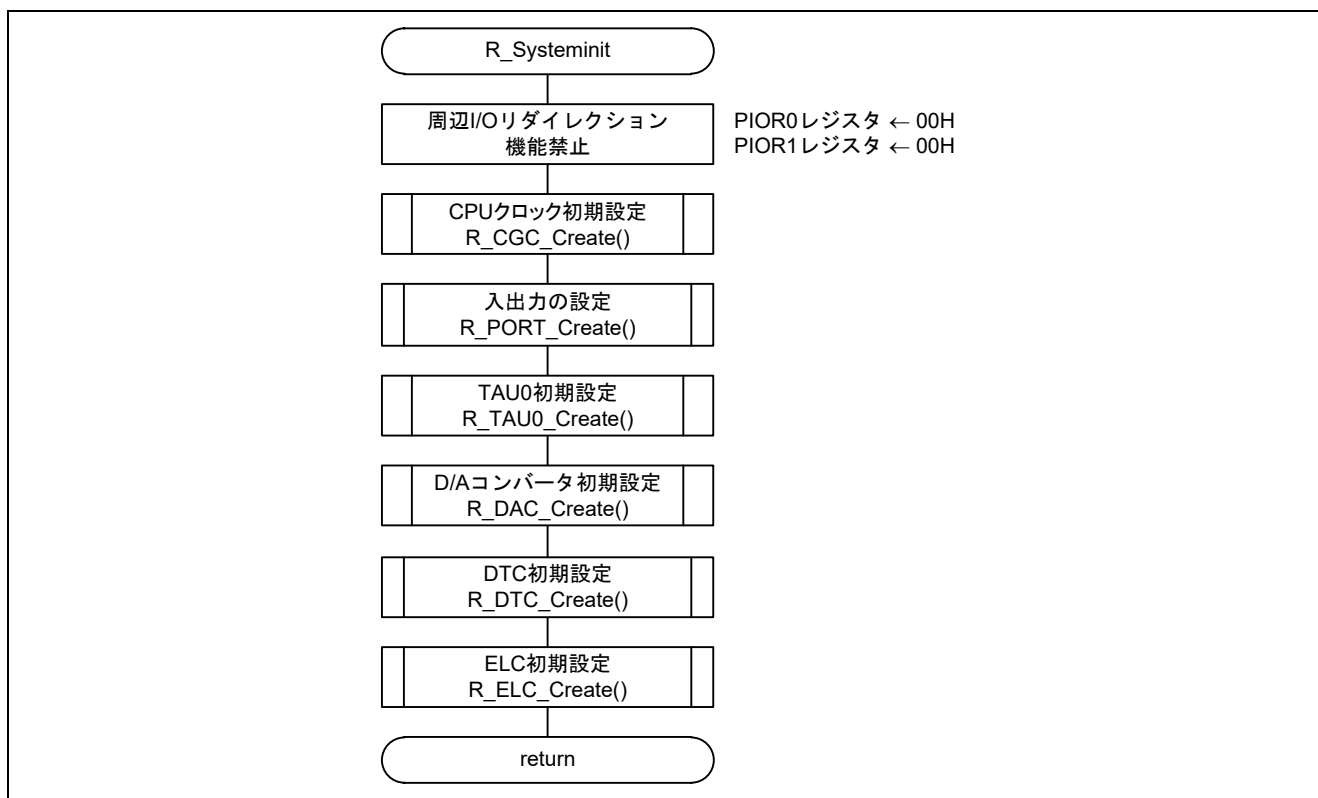 R_Systeminit
周辺I/Oリダイレクション
機能禁止
PIOR0レジスタ ← 00H
PIOR1レジスタ ← 00H
CPUクロック初期設定
R_CGC_Create()
入出力の設定
R_PORT_Create()
TAU0初期設定
R_TAU0_Create()
D/Aコンバータ初期設定
R_DAC_Create()
DTC初期設定
R_DTC_Create()
ELC初期設定
R_ELC_Create()
return